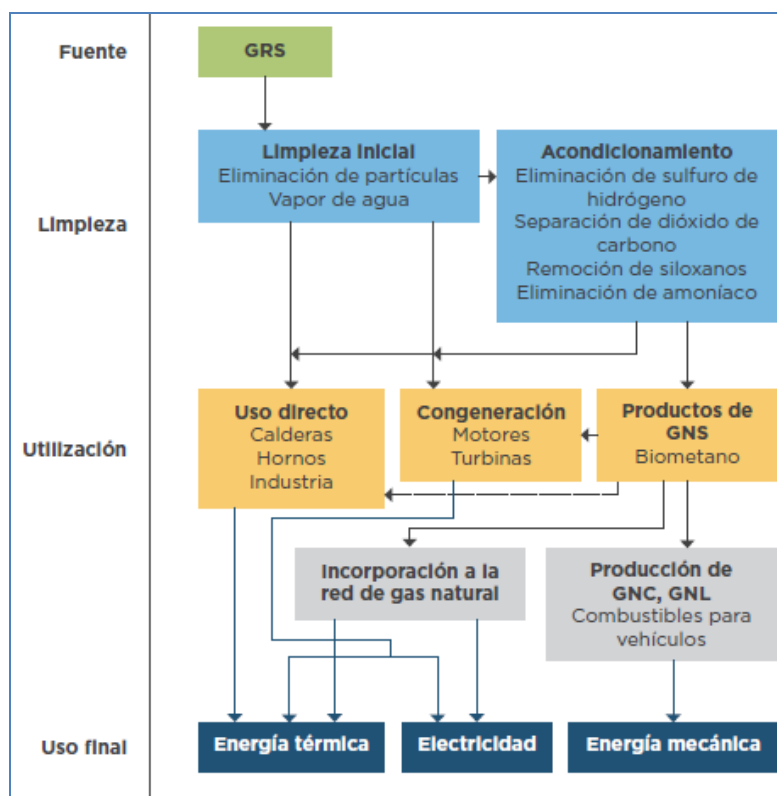 Fuente
GRS
Limpieza
Limpieza inicial
Eliminación de partículas
Vapor de agua
Acondicionamiento
Eliminación de sulfuro de
hidrógeno
Separación de dióxido de
carbono
Remoción de siloxanos
Eliminación de amoníaco
Utilización
Uso directo
Calderas
Hornos
Industria
Congeneración
Motores
Turbinas
Productos de
GNS
Biometano
Incorporación a la
red de gas natural
Producción de
GNC, GNL
Combustibles para
vehículos
Uso final
Energía térmica
Electricidad
Energía mecánica